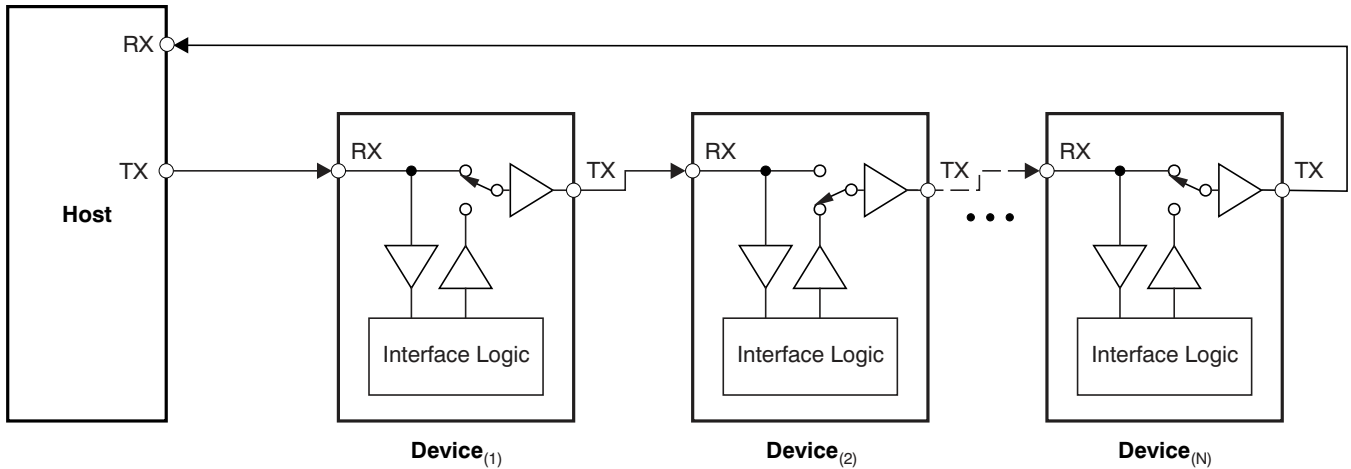 RX
TX
Host
RX
TX
Interface Logic
Device(1)
RX
TX
Interface Logic
Device(2)
• • •
RX
TX
Interface Logic
Device(N)